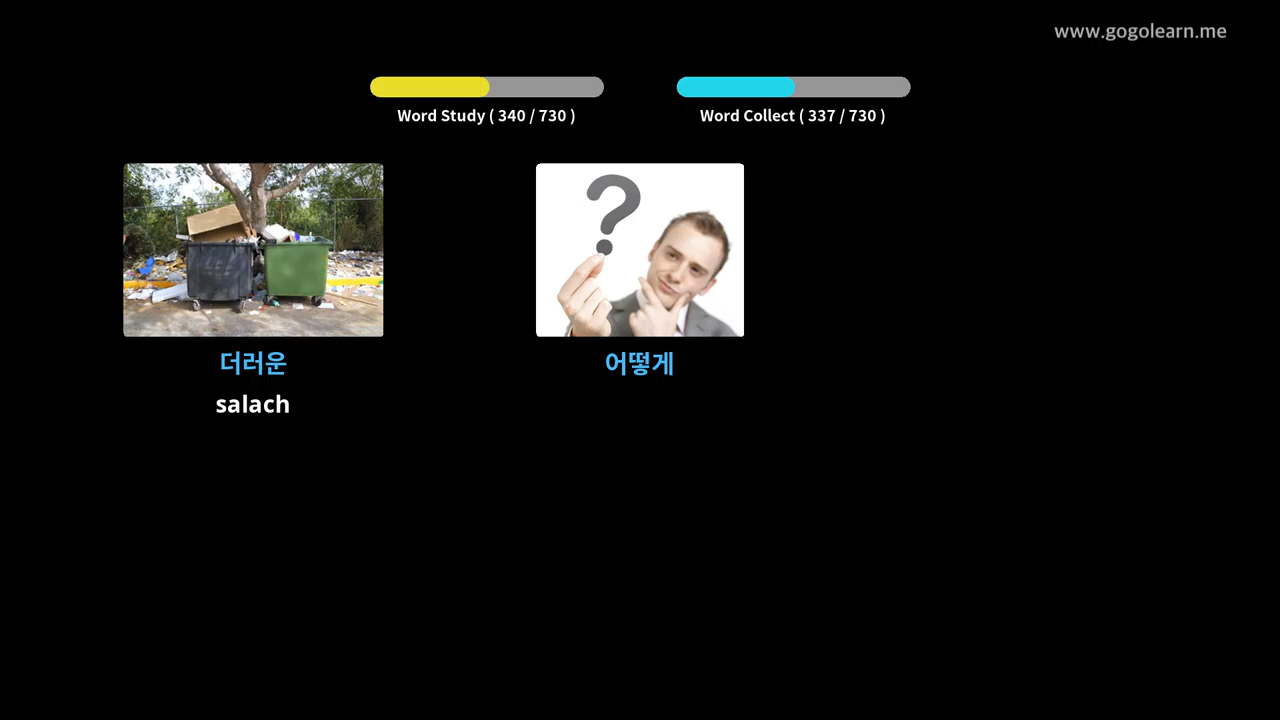 www.gogolearn.me
Word Study ( 340 / 730 )
Word Collect ( 337 / 730 )
더러운
어떻게
salach